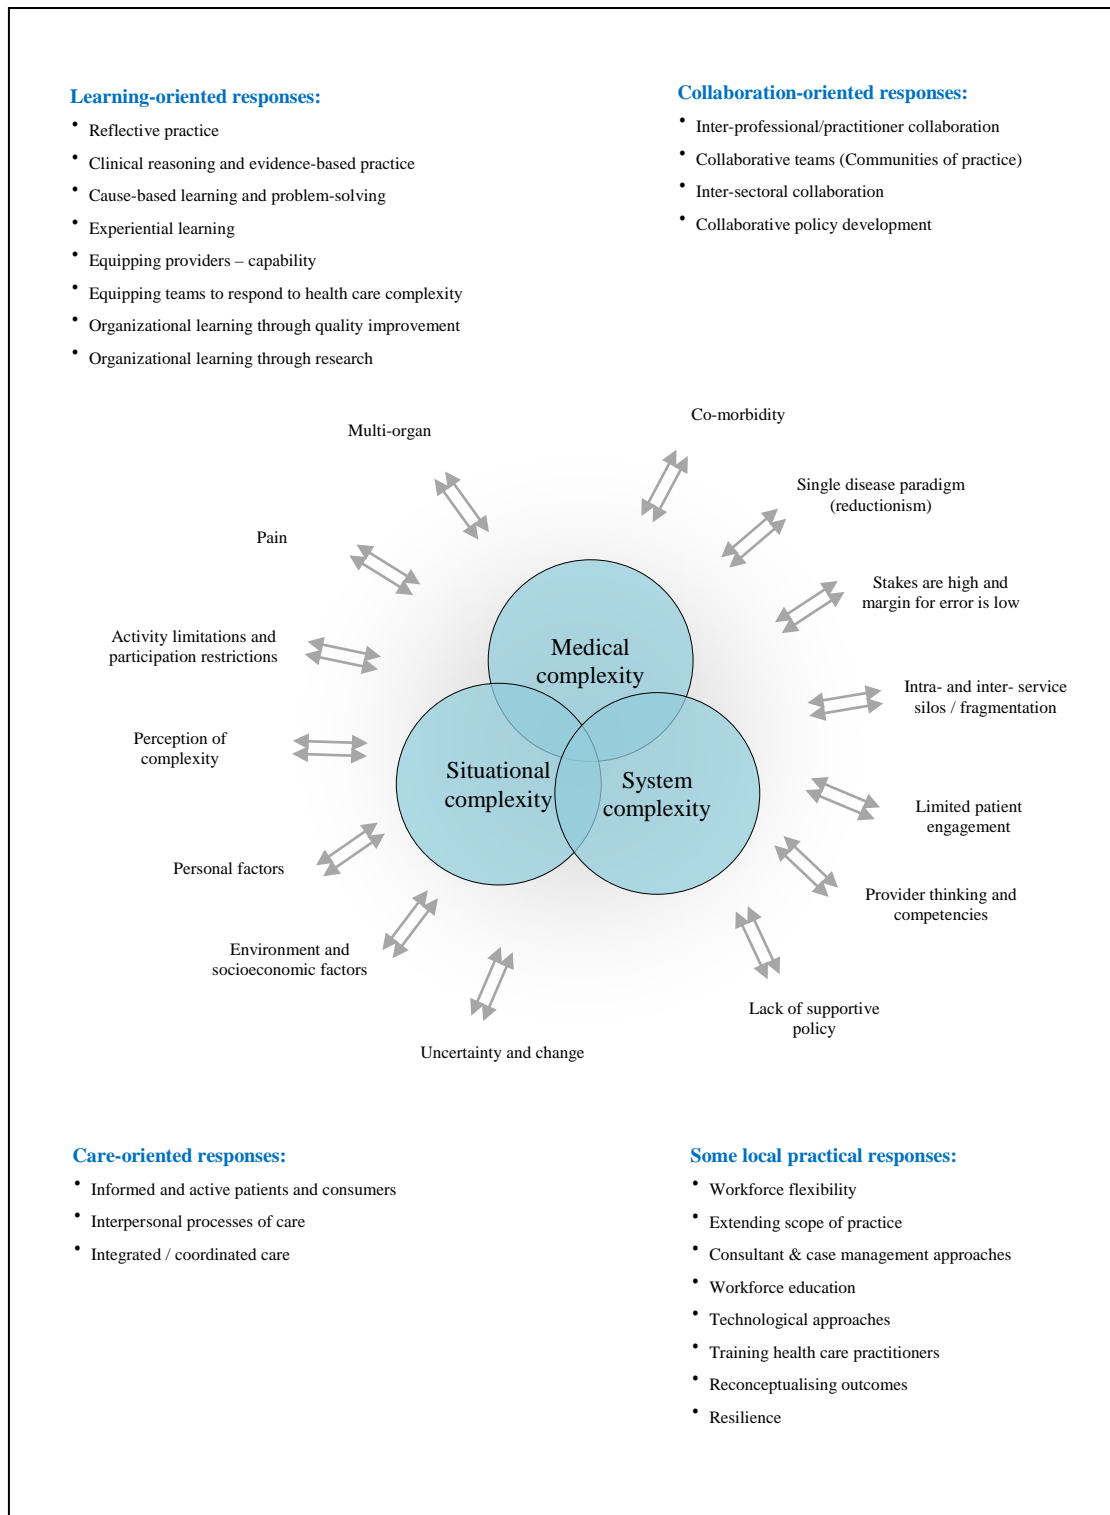 Learning-oriented responses:
• Reflective practice
• Clinical reasoning and evidence-based practice
• Cause-based learning and problem-solving
• Experiential learning
• Equipping providers – capability
• Equipping teams to respond to health care complexity
• Organizational learning through quality improvement
• Organizational learning through research
Collaboration-oriented responses:
• Inter-professional/practitioner collaboration
• Collaborative teams (Communities of practice)
• Inter-sectoral collaboration
• Collaborative policy development
Multi-organ
Co-morbidity
Single disease paradigm
(reductionism)
Pain
Stakes are high and
margin for error is low
Activity limitations and
participation restrictions
Medical
complexity
Intra- and inter- service
silos / fragmentation
Perception of
complexity
Situational
complexity
System
complexity
Limited patient
engagement
Personal factors
Provider thinking and
competencies
Environment and
socioeconomic factors
Lack of supportive
policy
Uncertainty and change
Care-oriented responses:
• Informed and active patients and consumers
• Interpersonal processes of care
• Integrated / coordinated care
Some local practical responses:
• Workforce flexibility
• Extending scope of practice
• Consultant & case management approaches
• Workforce education
• Technological approaches
• Training health care practitioners
• Reconceptualising outcomes
• Resilience